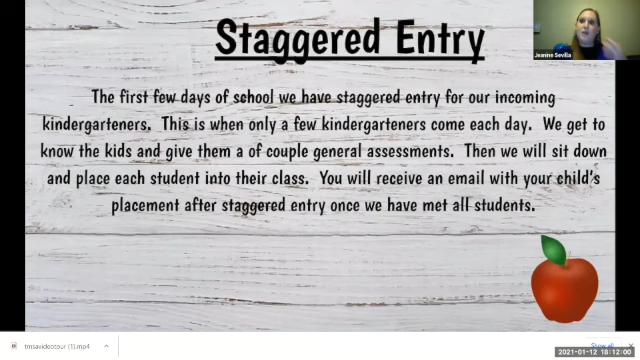 Staggered Entry
Jeanine Sevilla
The first few days of school we have staggered entry for our incoming
kindergarteners. This is when only a few kindergarteners come each day. We get to
know the kids and give them a of couple general assessments. Then we will sit down
and place each student into their class. You will receive an email with your child's
placement after staggered entry once we have met all students.
tmsavideotour (1).mp4
Show all
2021-01-12 18:12:00